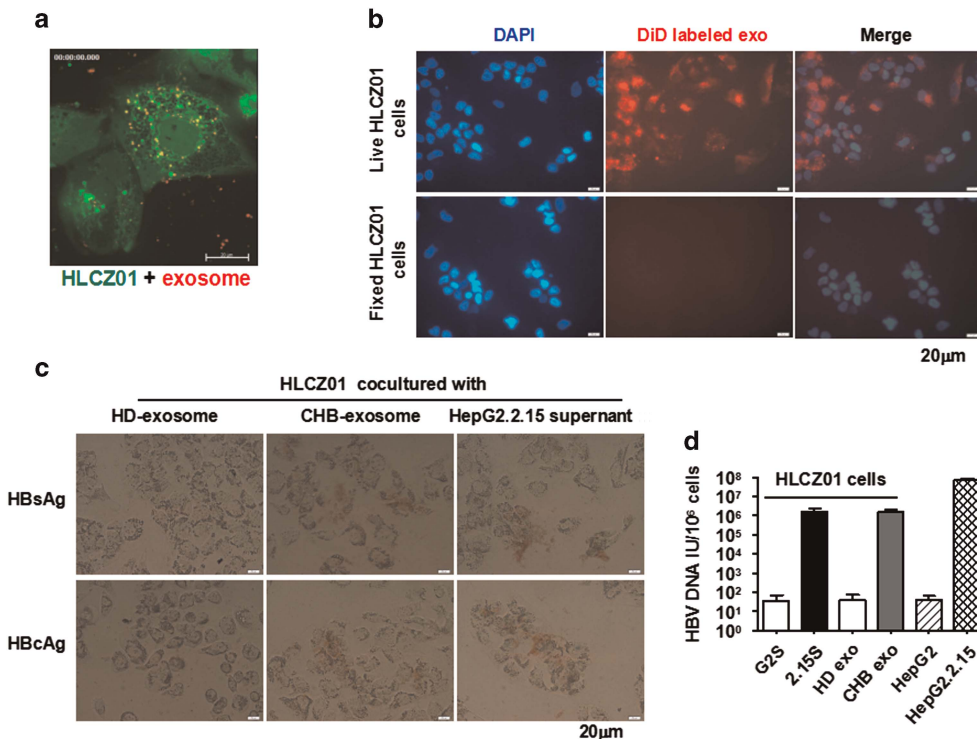 a
00:00:00.000
20 µm
HLCZ01 + exosome
b
DAPI
DiD labeled exo
Merge
Live HLCZ01
cells
Fixed HLCZ01
cells
20µm
c
HLCZ01 cocultured with
HD-exosome
CHB-exosome
HepG2.2.15 supernant
HBsAg
HBcAg
20µm
d
HBV DNA IU/10⁶ cells
HLCZ01 cells
10⁸
10⁷
10⁶
10⁵
10⁴
10³
10²
10¹
10⁰
G2S
2.15S
HD exo
CHB exo
HepG2
HepG2.2.15